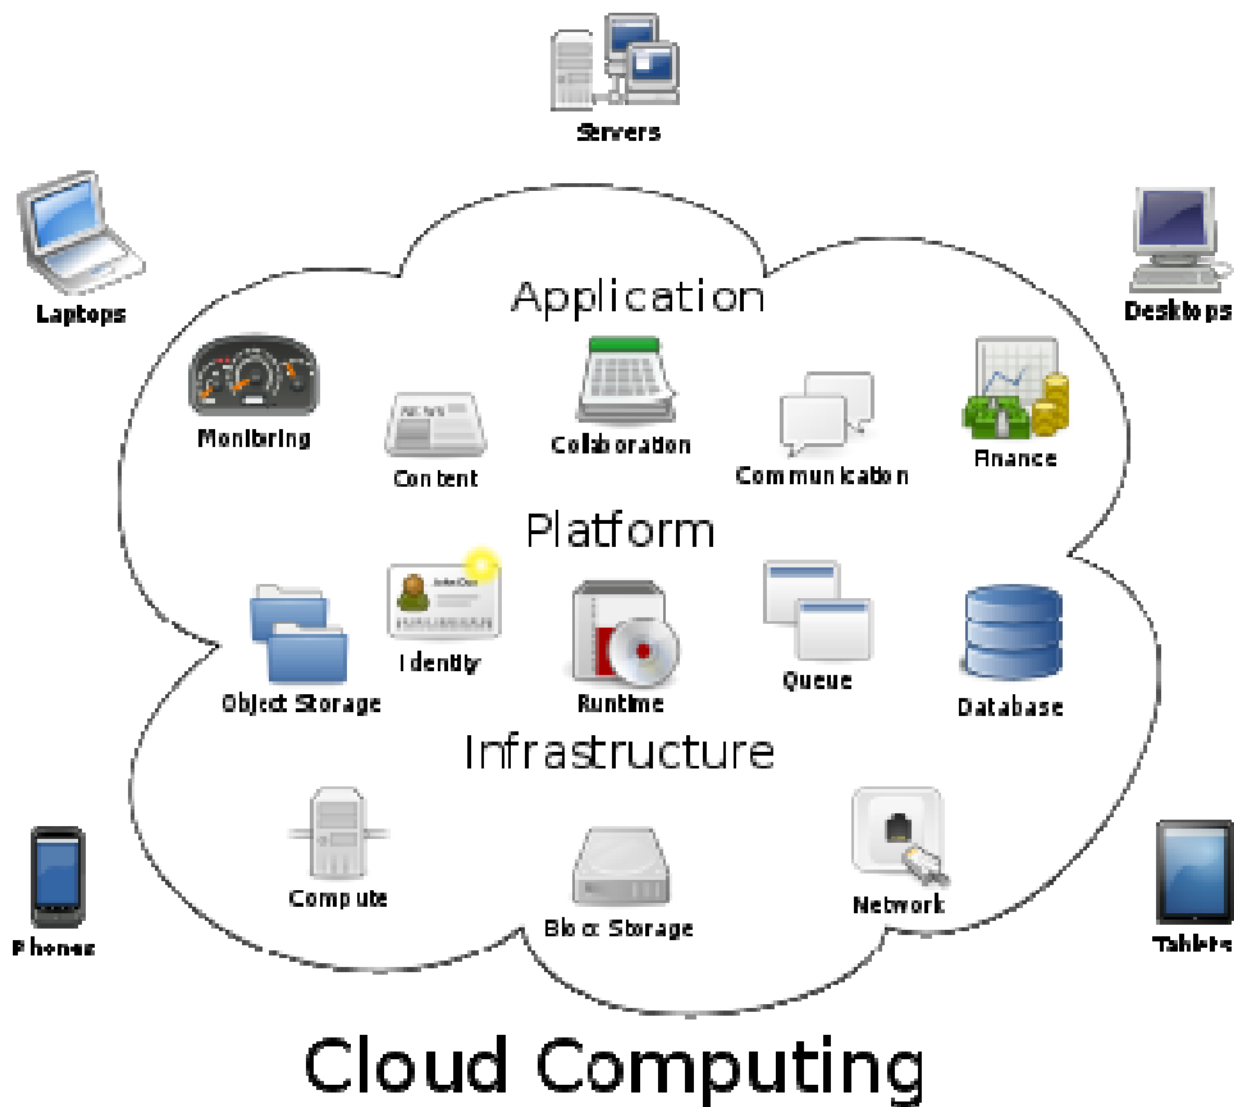 Servers
Laptops
Desktops
Application
Monitoring
Content
Collaboration
Communication
Finance
NEWS
Platform
Object Storage
Identity
Runtime
Queue
Database
Infrastructure
Compute
Block Storage
Network
Phones
Tablets
Cloud Computing